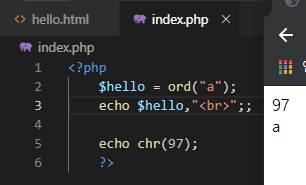 hello.html
index.php
index.php
1 <?php
2 $hello = ord("a");
3 echo $hello,"<br>";;
4
5 echo chr(97);
6 ?>
97
a